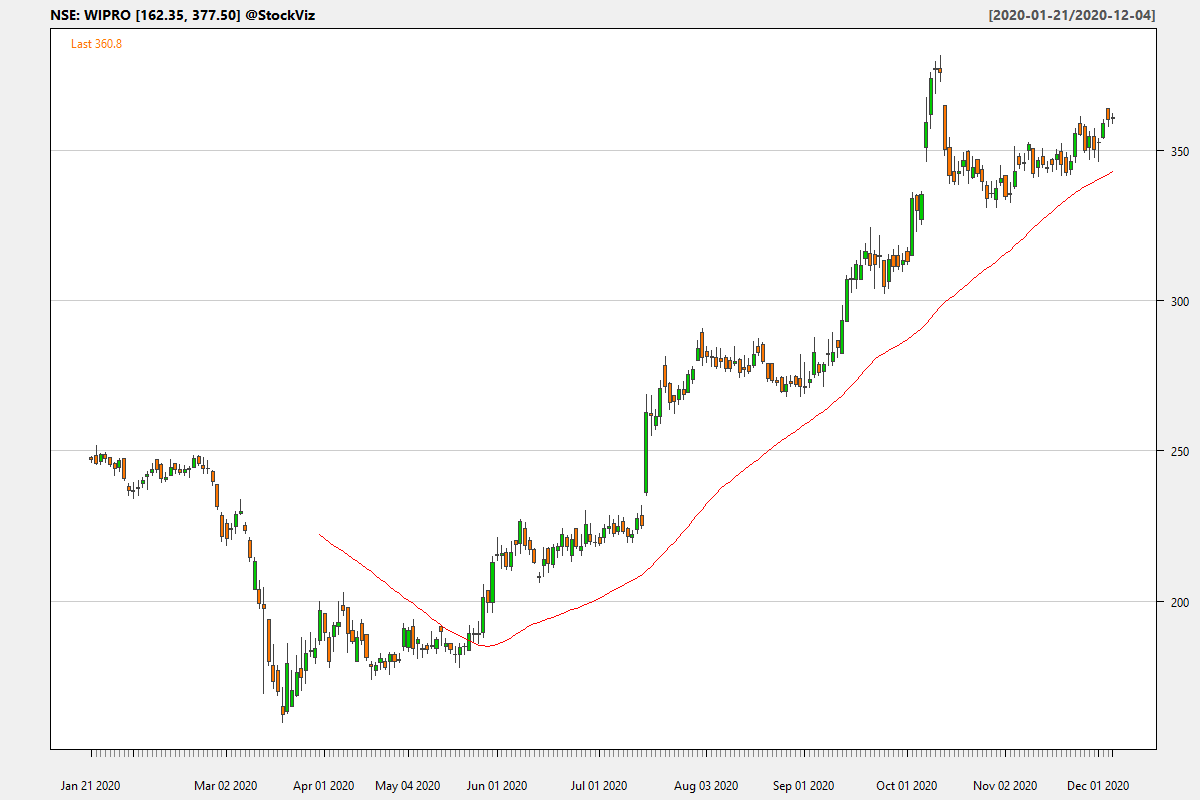 NSE: WIPRO [162.35, 377.50] @StockViz
[2020-01-21/2020-12-04]
Last 360.8
350
300
250
200
Jan 21 2020 Mar 02 2020 Apr 01 2020 May 04 2020 Jun 01 2020 Jul 01 2020 Aug 03 2020 Sep 01 2020 Oct 01 2020 Nov 02 2020 Dec 01 2020